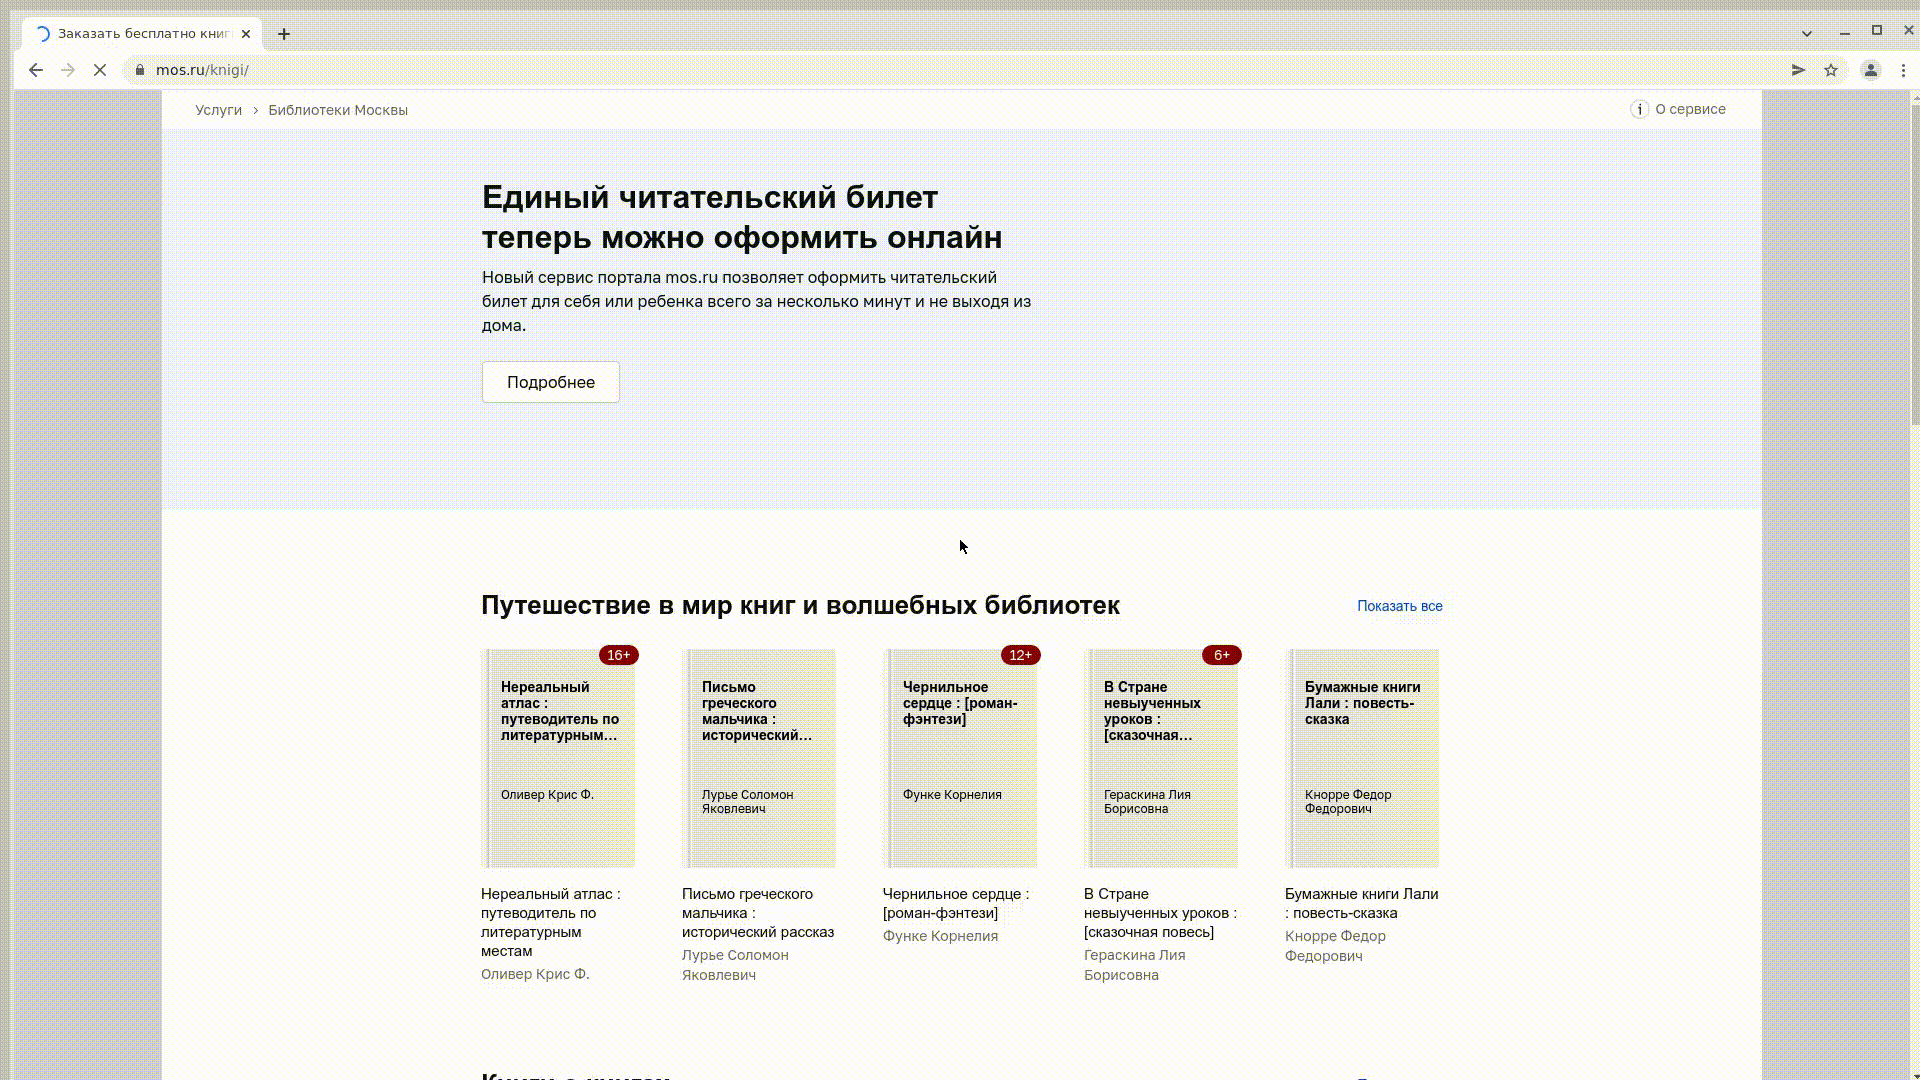 Заказать бесплатно книг
mos.ru/knigi/
Услуги > Библиотеки Москвы
О сервисе
Единый читательский билет
теперь можно оформить онлайн
Новый сервис портала mos.ru позволяет оформить читательский
билет для себя или ребенка всего за несколько минут и не выходя из
дома.
Подробнее
Путешествие в мир книг и волшебных библиотек
Показать все
16+
Нереальный
атлас :
путеводитель по
литературным...
Оливер Крис Ф.
Нереальный атлас :
путеводитель по
литературным
местам
Оливер Крис Ф.
Письмо
греческого
мальчика :
исторический...
Лурье Соломон
Яковлевич
Письмо греческого
мальчика :
исторический рассказ
Лурье Соломон
Яковлевич
12+
Чернильное
сердце : [роман-
фэнтези]
Функе Корнелия
Чернильное сердце :
[роман-фэнтези]
Функе Корнелия
6+
В Стране
невыученных
уроков :
[сказочная...
Гераскина Лия
Борисовна
В Стране
невыученных уроков :
[сказочная повесь]
Гераскина Лия
Борисовна
Бумажные книги
Лали : повесть-
сказка
Кнорре Федор
Федорович
Бумажные книги Лали
: повесть-сказка
Кнорре Федор
Федорович